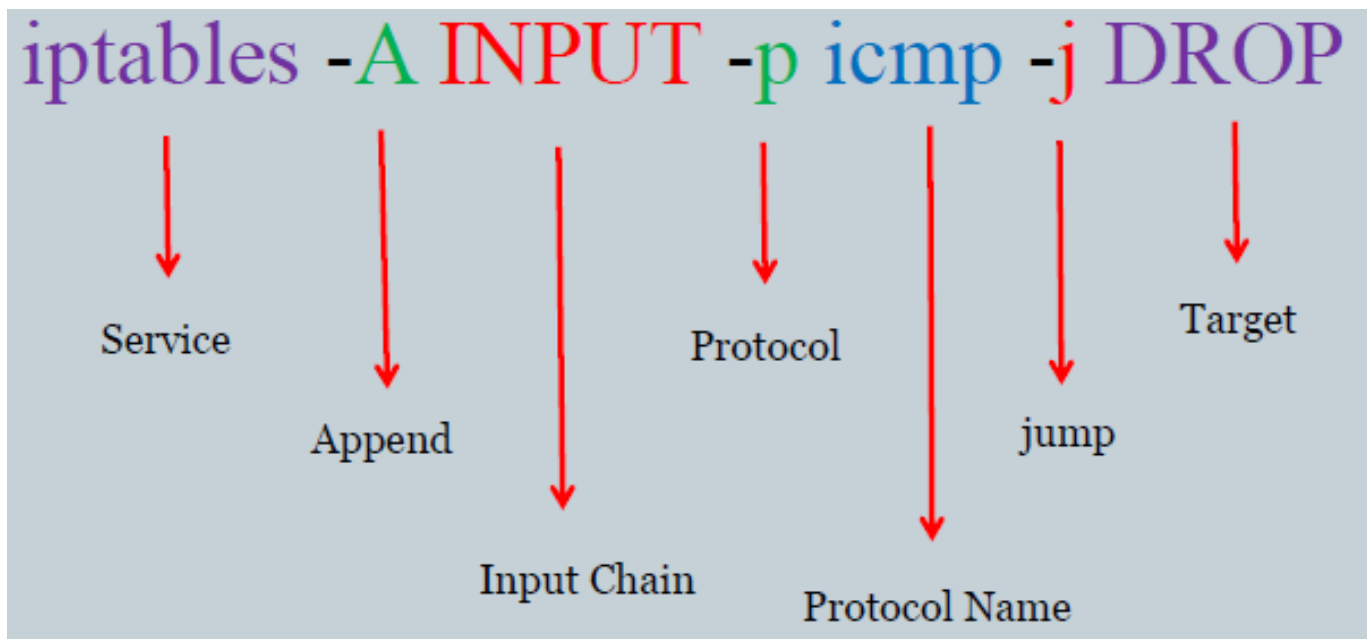 iptables -A INPUT -p icmp -j DROP
Service
Append
Input Chain
Protocol
Protocol Name
jump
Target